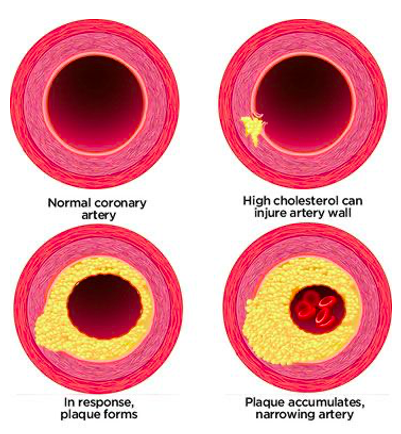 Normal coronary
artery
High cholesterol can
injure artery wall
In response,
plaque forms
Plaque accumulates,
narrowing artery